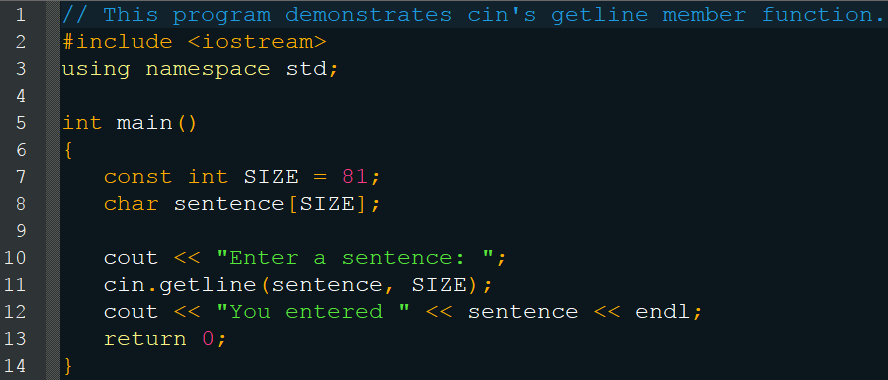 1 // This program demonstrates cin's getline member function.
2 #include <iostream>
3 using namespace std;
4
5 int main()
6 {
7    const int SIZE = 81;
8    char sentence[SIZE];
9
10    cout << "Enter a sentence: ";
11    cin.getline(sentence, SIZE);
12    cout << "You entered " << sentence << endl;
13    return 0;
14 }